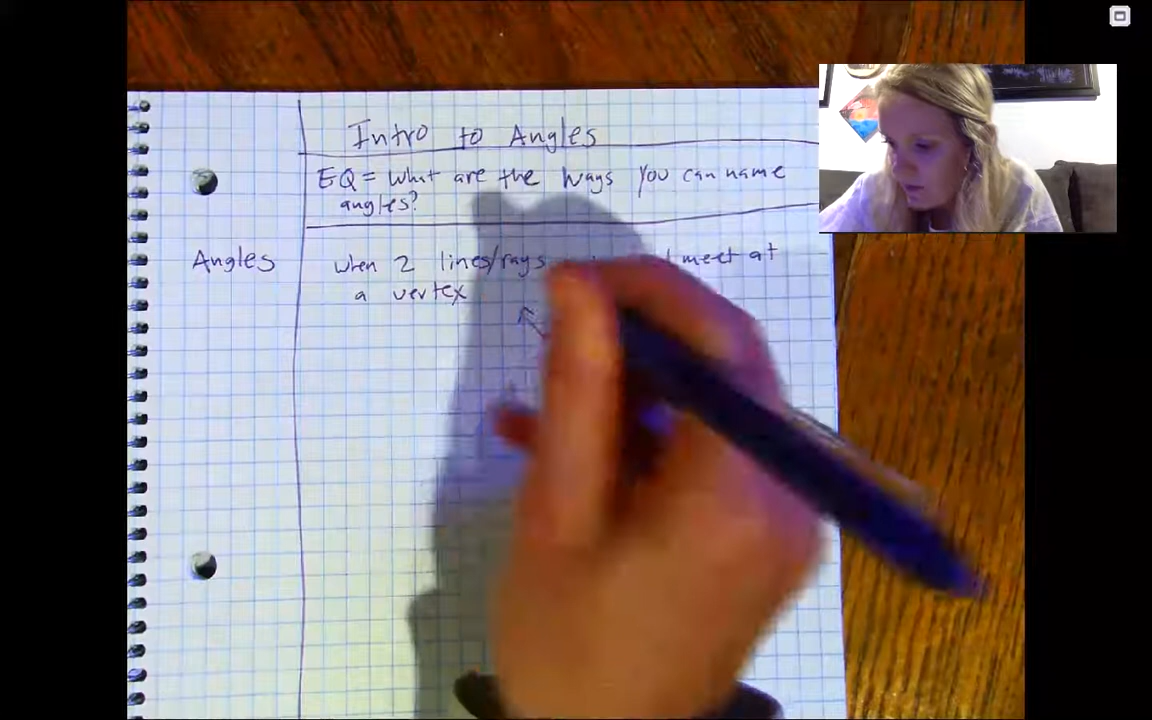 Intro to Angles
EQ = What are the ways you can name
angles?
Angles
when 2 lines/rays meet at
a vertex